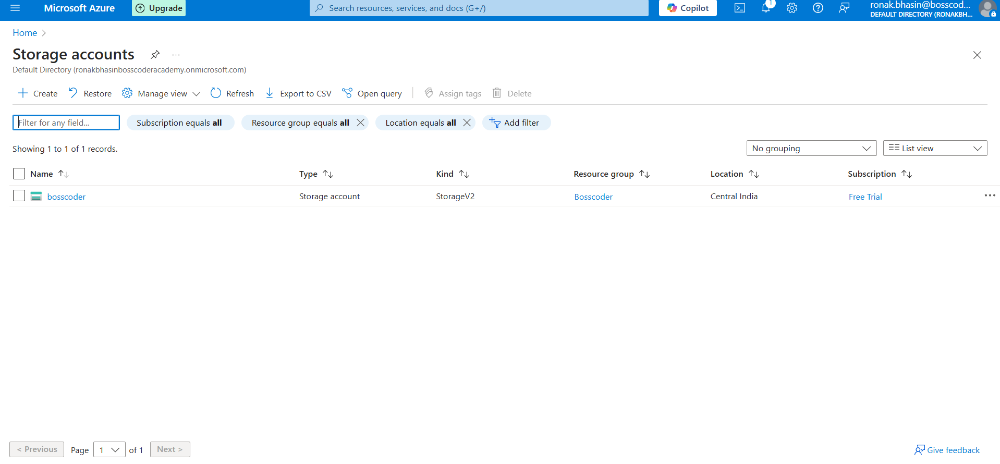 Microsoft Azure Upgrade Search resources, services, and docs (G+/) Copilot 1 ronak.bhasin@bosscod...
DEFAULT DIRECTORY (RONAKBH...
Home >
Storage accounts ...
Default Directory (ronakbhasinbosscoderacademy.onmicrosoft.com)
Create Restore Manage view Refresh Export to CSV Open query Assign tags Delete
Filter for any field... Subscription equals all Resource group equals all Location equals all Add filter
Showing 1 to 1 of 1 records. No grouping List view
Name Type Kind Resource group Location Subscription
bosscoder Storage account StorageV2 Bosscoder Central India Free Trial ...
< Previous Page 1 of 1 Next > Give feedback